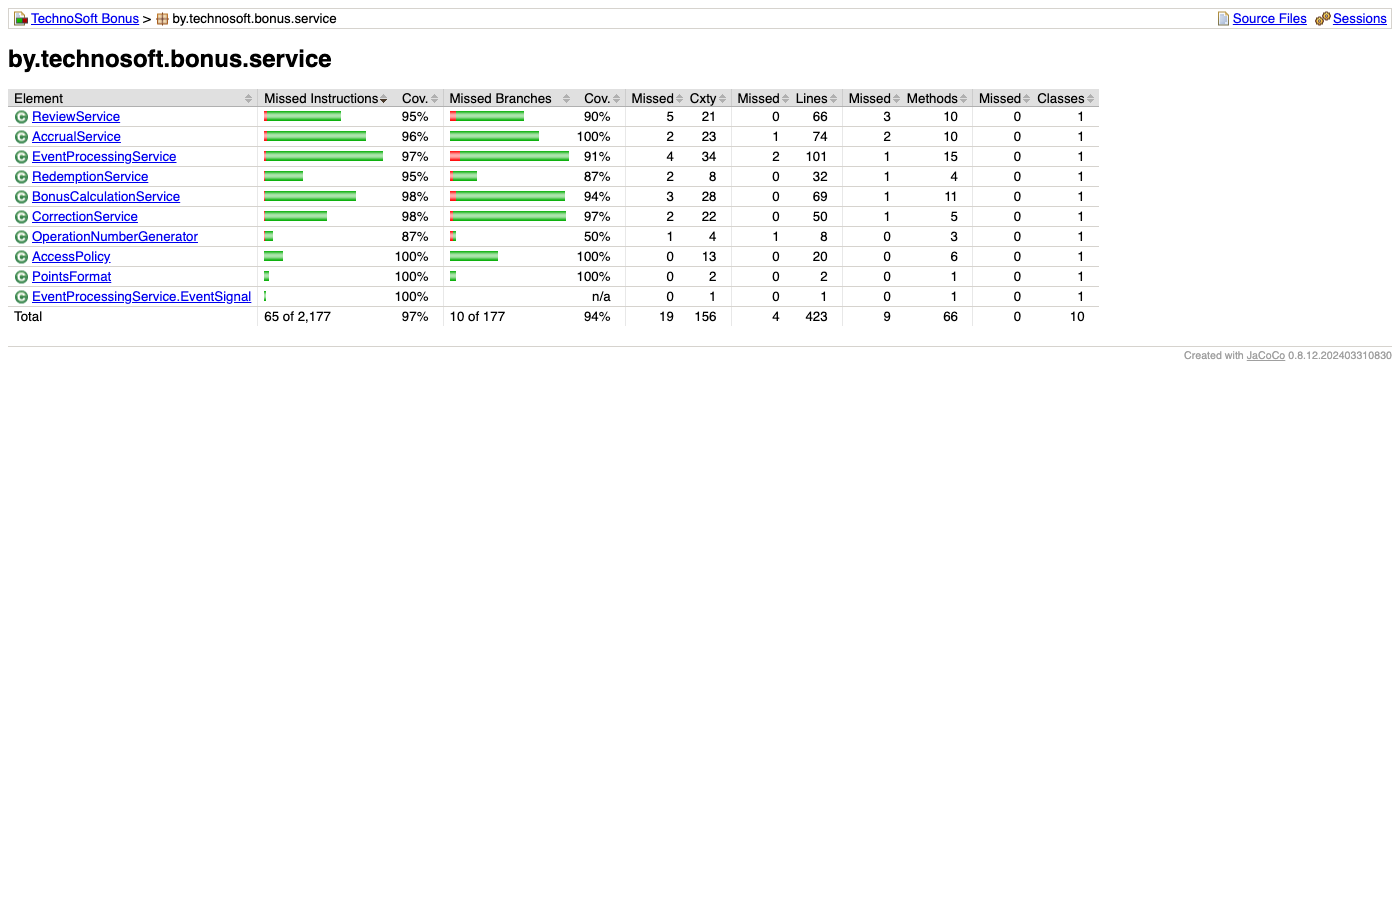 TechnoSoft Bonus > by.technosoft.bonus.service Source Files Sessions
by.technosoft.bonus.service
Element Missed Instructions Cov. Missed Branches Cov. Missed Cxty Missed Lines Missed Methods Missed Classes
ReviewService 95% 90% 5 21 0 66 3 10 0 1
AccrualService 96% 100% 2 23 1 74 2 10 0 1
EventProcessingService 97% 91% 4 34 2 101 1 15 0 1
RedemptionService 95% 87% 2 8 0 32 1 4 0 1
BonusCalculationService 98% 94% 3 28 0 69 1 11 0 1
CorrectionService 98% 97% 2 22 0 50 1 5 0 1
OperationNumberGenerator 87% 50% 1 4 1 8 0 3 0 1
AccessPolicy 100% 100% 0 13 0 20 0 6 0 1
PointsFormat 100% 100% 0 2 0 2 0 1 0 1
EventProcessingService.EventSignal 100% n/a 0 1 0 1 0 1 0 1
Total 65 of 2,177 97% 10 of 177 94% 19 156 4 423 9 66 0 10
Created with JaCoCo 0.8.12.202403310830